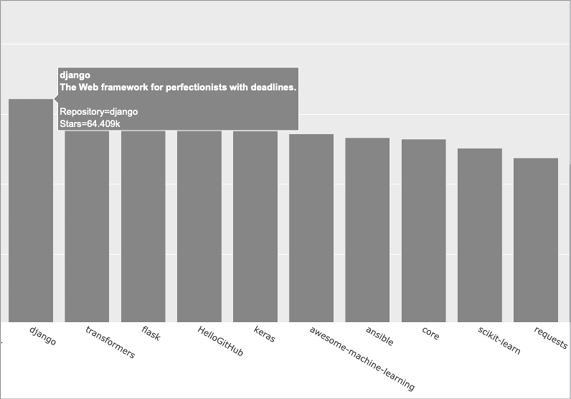 django
The Web framework for perfectionists with deadlines.
Repository=django
Stars=64.409k
django
transformers
flask
HelloGitHub
keras
awesome-machine-learning
ansible
core
scikit-learn
requests